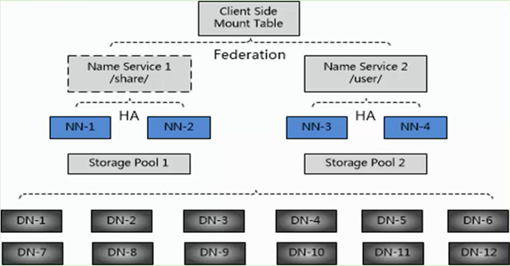 Client Side
Mount Table
Federation
Name Service 1
/share/
Name Service 2
/user/
HA
HA
NN-1
NN-2
NN-3
NN-4
Storage Pool 1
Storage Pool 2
DN-1
DN-2
DN-3
DN-4
DN-5
DN-6
DN-7
DN-8
DN-9
DN-10
DN-11
DN-12